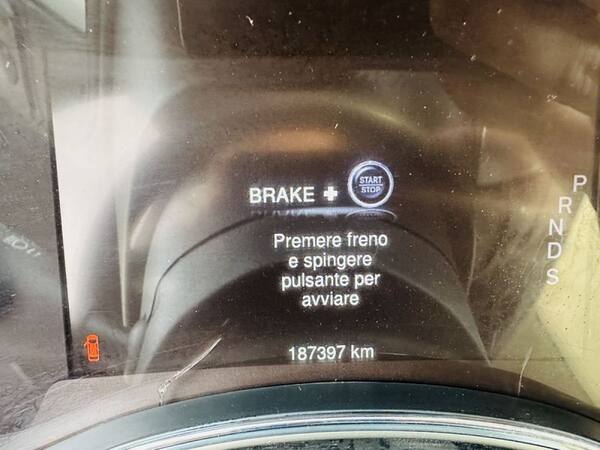 BRAKE + START STOP
Premere freno
e spingere
pulsante per
avviare
187397 km
P
R
N
D
S